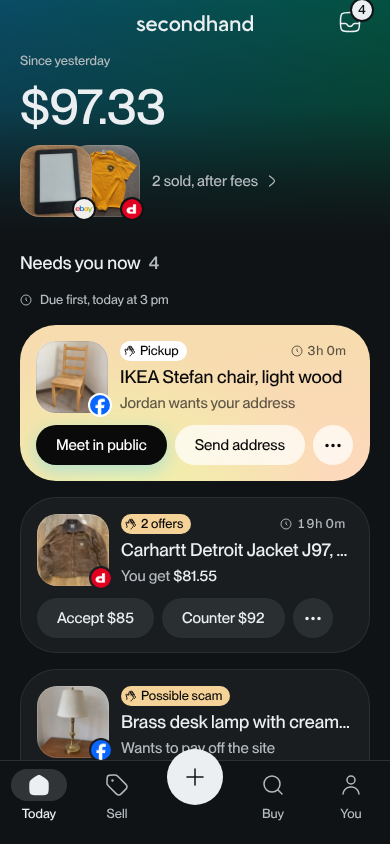 secondhand
4
Since yesterday
$97.33
ebay
2 sold, after fees
Needs you now 4
Due first, today at 3 pm
Pickup
3h 0m
IKEA Stefan chair, light wood
Jordan wants your address
Meet in public
Send address
2 offers
19h 0m
Carhartt Detroit Jacket J97, ...
You get $81.55
Accept $85
Counter $92
Possible scam
Brass desk lamp with cream...
Wants to pay off the site
Today
Sell
Buy
You